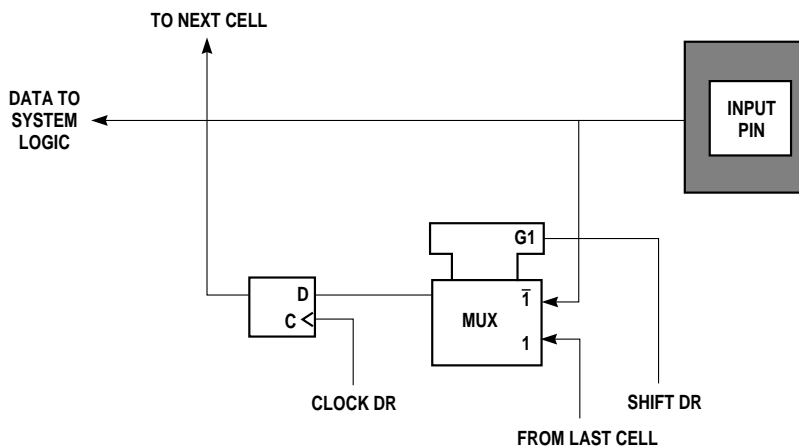 TO NEXT CELL
DATA TO
SYSTEM
LOGIC
INPUT
PIN
G1
D
C
MUX
1̅
1
CLOCK DR
SHIFT DR
FROM LAST CELL